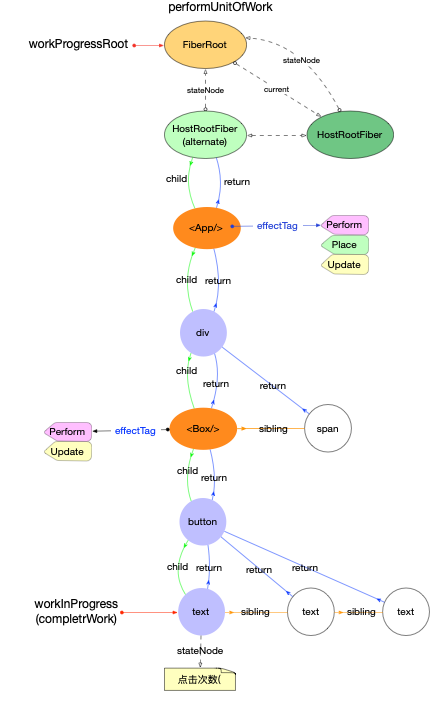 performUnitOfWork
workProgressRoot
FiberRoot
stateNode
current
stateNode
HostRootFiber
(alternate)
HostRootFiber
child
return
<App/>
effectTag
Perform
Place
Update
child
return
div
child
return
return
Perform
effectTag
Update
<Box/>
sibling
span
child
return
button
child
return
return
return
workInProgress
(completrWork)
text
sibling
text
sibling
text
stateNode
点击次数(